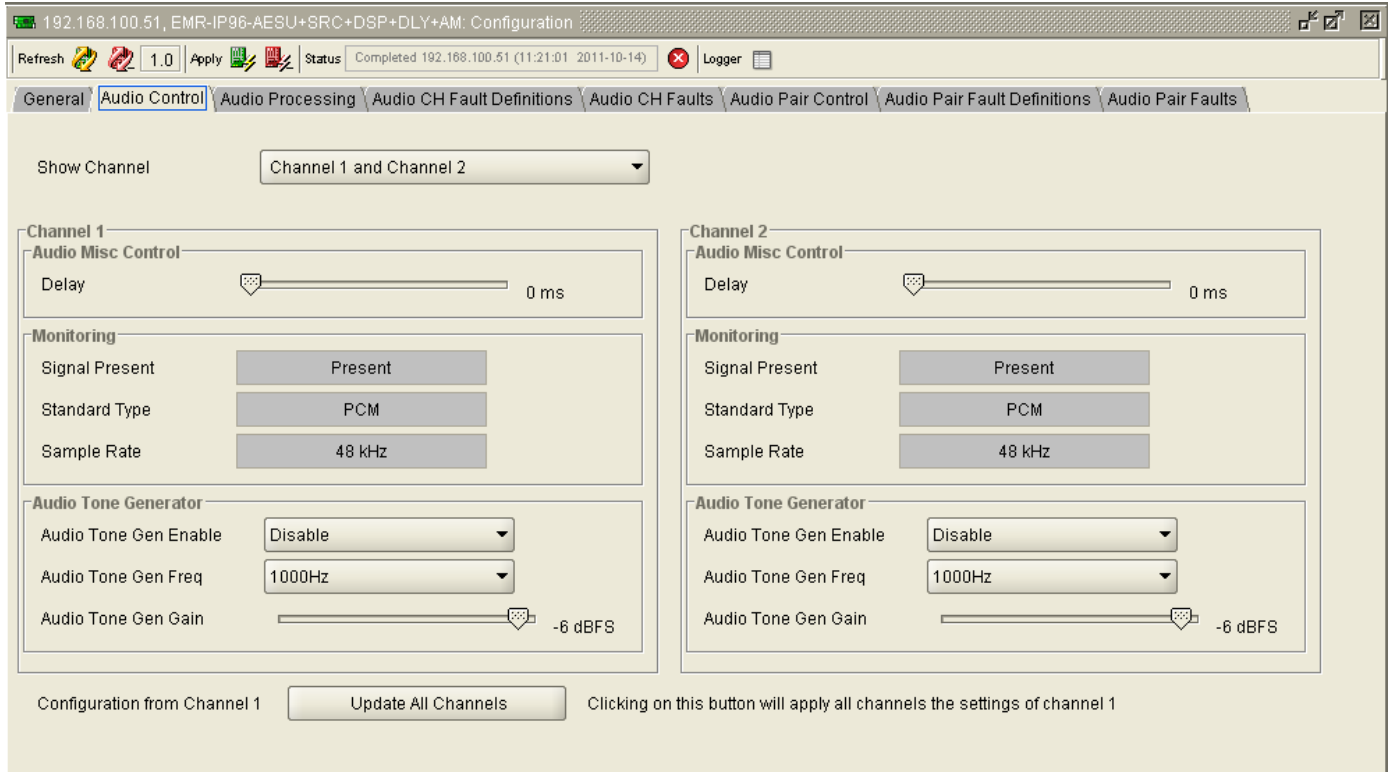 192.168.100.51, EMR-IP96-AESU+SRC+DSP+DLY+AM: Configuration
Refresh 1.0 Apply Status Completed 192.168.100.51 (11:21:01 2011-10-14) Logger
General Audio Control Audio Processing Audio CH Fault Definitions Audio CH Faults Audio Pair Control Audio Pair Fault Definitions Audio Pair Faults
Show Channel Channel 1 and Channel 2
Channel 1
Audio Misc Control
Delay 0 ms
Monitoring
Signal Present Present
Standard Type PCM
Sample Rate 48 kHz
Audio Tone Generator
Audio Tone Gen Enable Disable
Audio Tone Gen Freq 1000Hz
Audio Tone Gen Gain -6 dBFS
Channel 2
Audio Misc Control
Delay 0 ms
Monitoring
Signal Present Present
Standard Type PCM
Sample Rate 48 kHz
Audio Tone Generator
Audio Tone Gen Enable Disable
Audio Tone Gen Freq 1000Hz
Audio Tone Gen Gain -6 dBFS
Configuration from Channel 1 Update All Channels Clicking on this button will apply all channels the settings of channel 1